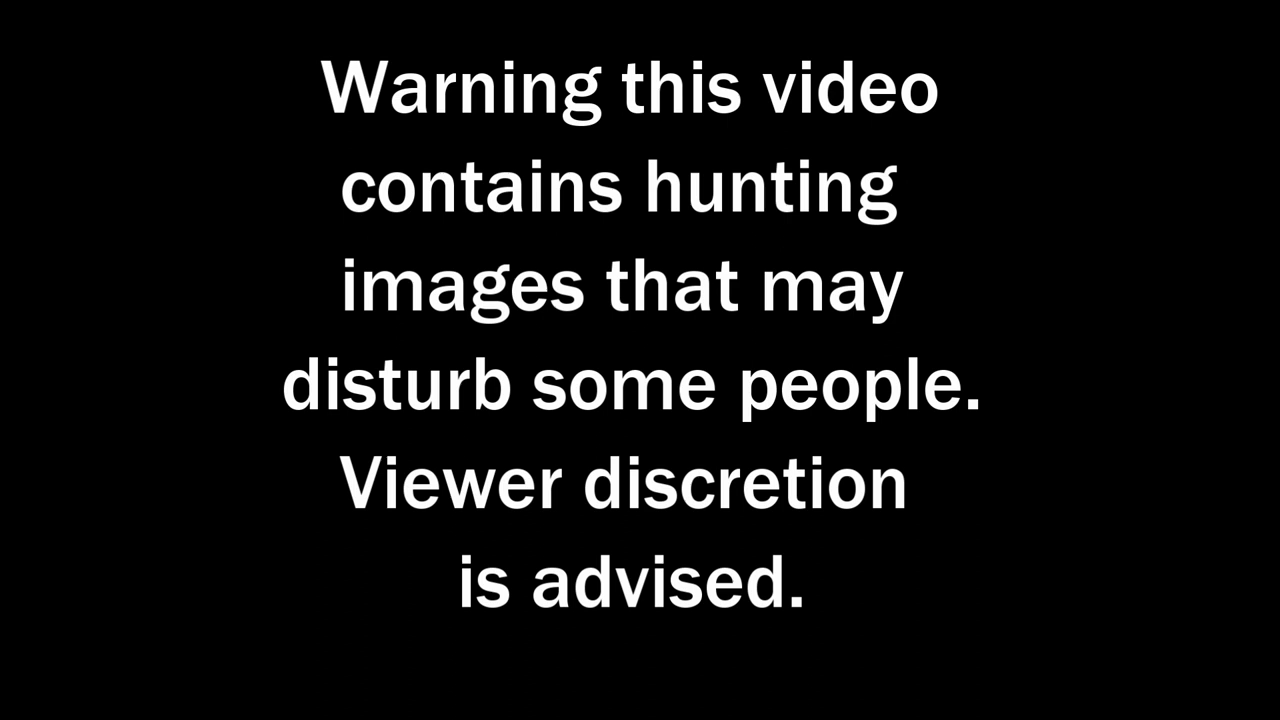 Warning this video
contains hunting
images that may
disturb some people.
Viewer discretion
is advised.